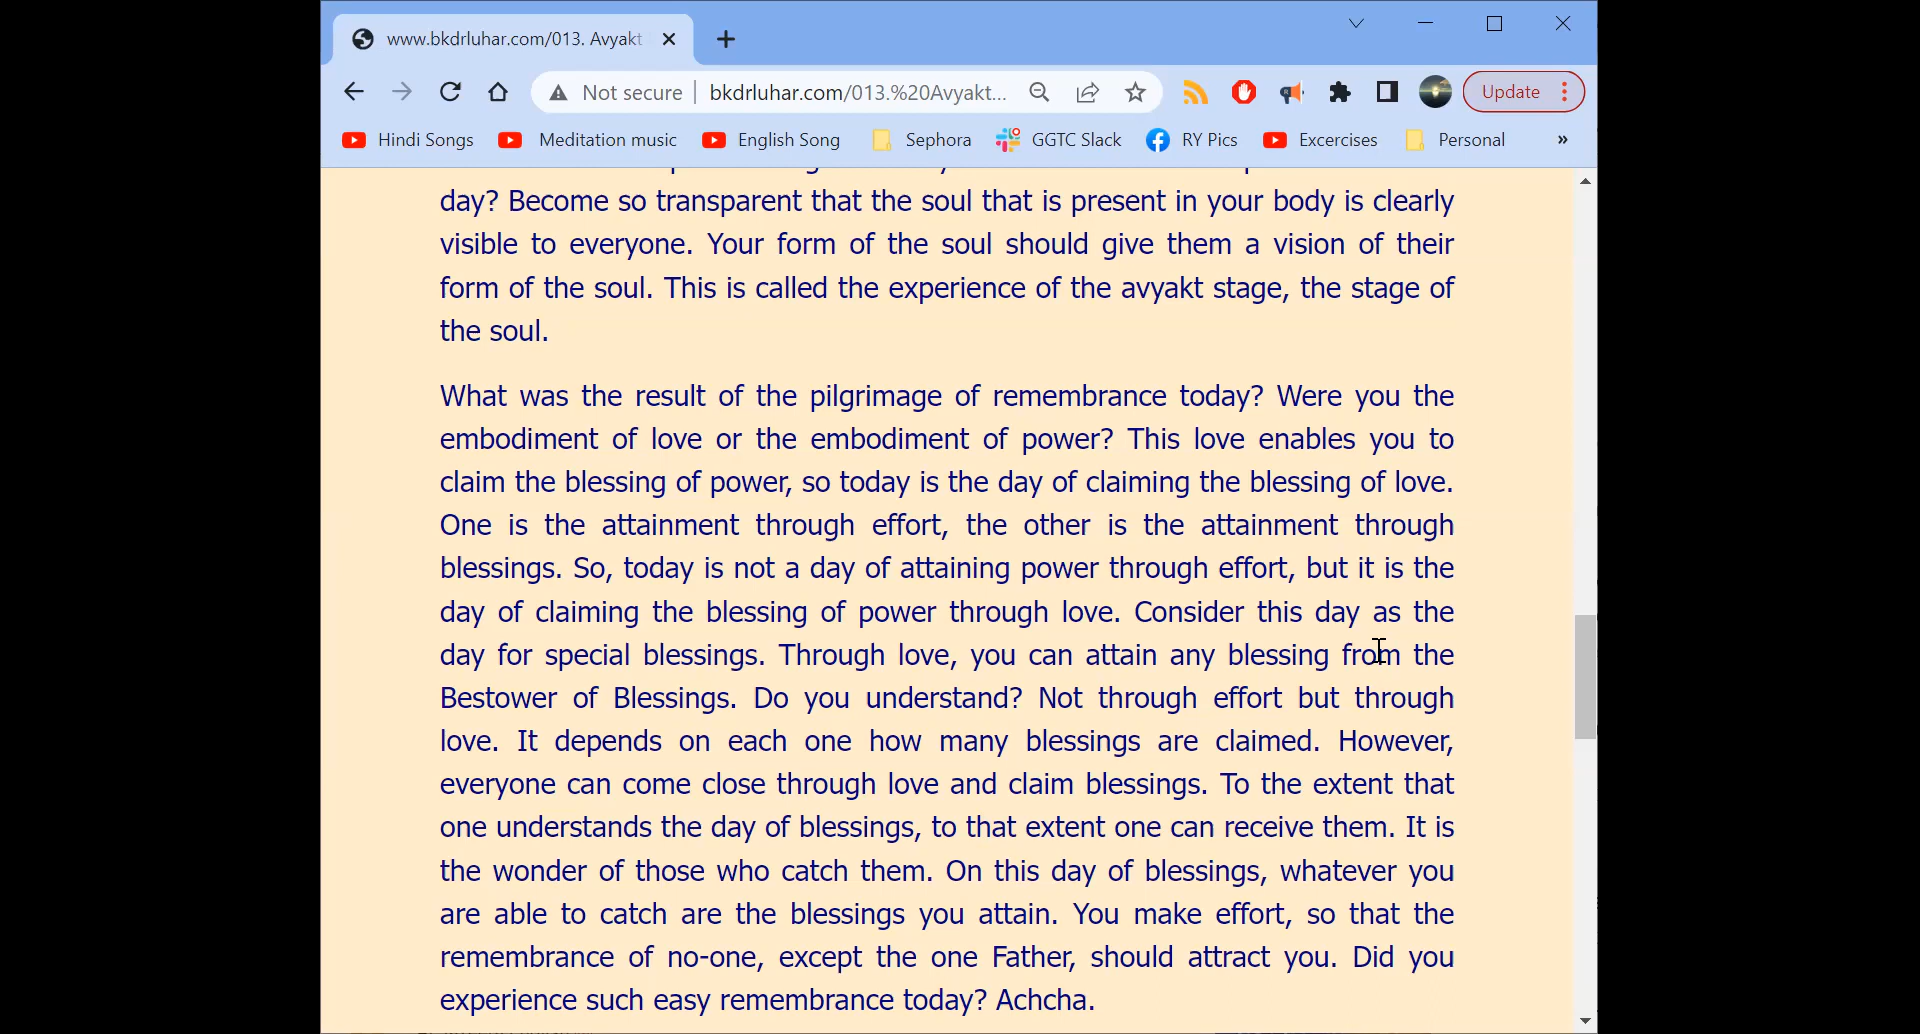 www.bkdrluhar.com/013. Avyakt
Not secure
bkdrluhar.com/013.%20Avyakt...
Update
Hindi Songs
Meditation music
English Song
Sephora
GGTC Slack
RY Pics
Excercises
Personal
»
day? Become so transparent that the soul that is present in your body is clearly
visible to everyone. Your form of the soul should give them a vision of their
form of the soul. This is called the experience of the avyakt stage, the stage of
the soul.
What was the result of the pilgrimage of remembrance today? Were you the
embodiment of love or the embodiment of power? This love enables you to
claim the blessing of power, so today is the day of claiming the blessing of love.
One is the attainment through effort, the other is the attainment through
blessings. So, today is not a day of attaining power through effort, but it is the
day of claiming the blessing of power through love. Consider this day as the
day for special blessings. Through love, you can attain any blessing from the
Bestower of Blessings. Do you understand? Not through effort but through
love. It depends on each one how many blessings are claimed. However,
everyone can come close through love and claim blessings. To the extent that
one understands the day of blessings, to that extent one can receive them. It is
the wonder of those who catch them. On this day of blessings, whatever you
are able to catch are the blessings you attain. You make effort, so that the
remembrance of no-one, except the one Father, should attract you. Did you
experience such easy remembrance today? Achcha.